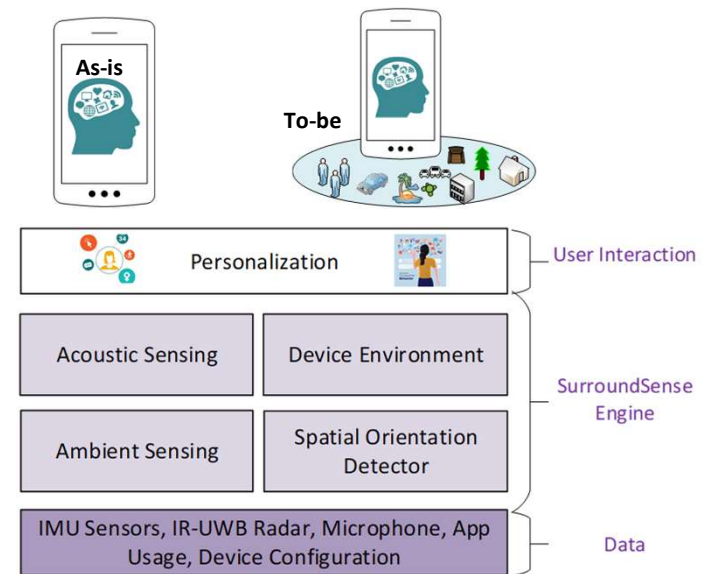 As-is
To-be
Personalization
User Interaction
Acoustic Sensing
Device Environment
SurroundSense
Engine
Ambient Sensing
Spatial Orientation
Detector
IMU Sensors, IR-UWB Radar, Microphone, App
Usage, Device Configuration
Data